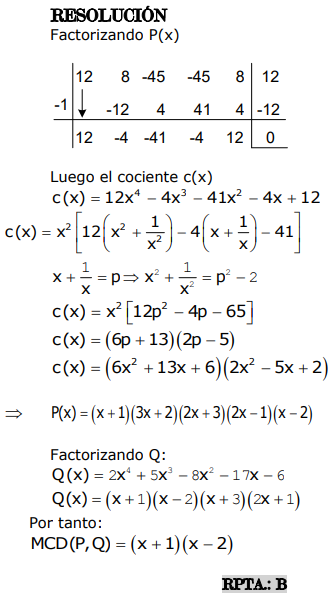 RESOLUCIÓN
Factorizando P(x)
12 8 -45 -45 8 12
-1 ↓ -12 4 41 4 -12
12 -4 -41 -4 12 0
Luego el cociente c(x)
c(x) = 12x⁴ − 4x³ − 41x² − 4x + 12
c(x) = x²[12(x² + 1/x²) − 4(x + 1/x) − 41]
x + 1/x = p ⇒ x² + 1/x² = p² − 2
c(x) = x²[12p² − 4p − 65]
c(x) = (6p + 13)(2p − 5)
c(x) = (6x² + 13x + 6)(2x² − 5x + 2)
⇒ P(x) = (x + 1)(3x + 2)(2x + 3)(2x − 1)(x − 2)
Factorizando Q:
Q(x) = 2x⁴ + 5x³ − 8x² − 17x − 6
Q(x) = (x + 1)(x − 2)(x + 3)(2x + 1)
Por tanto:
MCD(P,Q) = (x + 1)(x − 2)
RPTA.: B